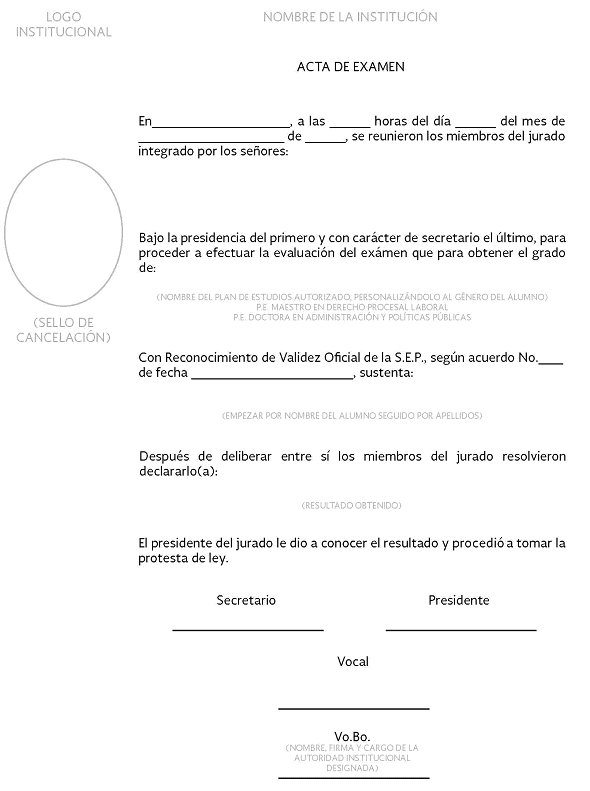 LOGO
INSTITUCIONAL
NOMBRE DE LA INSTITUCIÓN
ACTA DE EXAMEN
En____________________, a las ______ horas del día ______ del mes de
_____________________ de ______, se reunieron los miembros del jurado
integrado por los señores:
Bajo la presidencia del primero y con carácter de secretario el último, para
proceder a efectuar la evaluación del exámen que para obtener el grado
de:
(NOMBRE DEL PLAN DE ESTUDIOS AUTORIZADO, PERSONALIZÁNDOLO AL GÉNERO DEL ALUMNO)
P.E. MAESTRO EN DERECHO PROCESAL LABORAL
P.E. DOCTORA EN ADMINISTRACIÓN Y POLÍTICAS PÚBLICAS
(SELLO DE
CANCELACIÓN)
Con Reconocimiento de Validez Oficial de la S.E.P., según acuerdo No.____
de fecha ________________________, sustenta:
(EMPEZAR POR NOMBRE DEL ALUMNO SEGUIDO POR APELLIDOS)
Después de deliberar entre sí los miembros del jurado resolvieron
declararlo(a):
(RESULTADO OBTENIDO)
El presidente del jurado le dio a conocer el resultado y procedió a tomar la
protesta de ley.
Secretario
Presidente
Vocal
Vo.Bo.
(NOMBRE, FIRMA Y CARGO DE LA
AUTORIDAD INSTITUCIONAL
DESIGNADA)